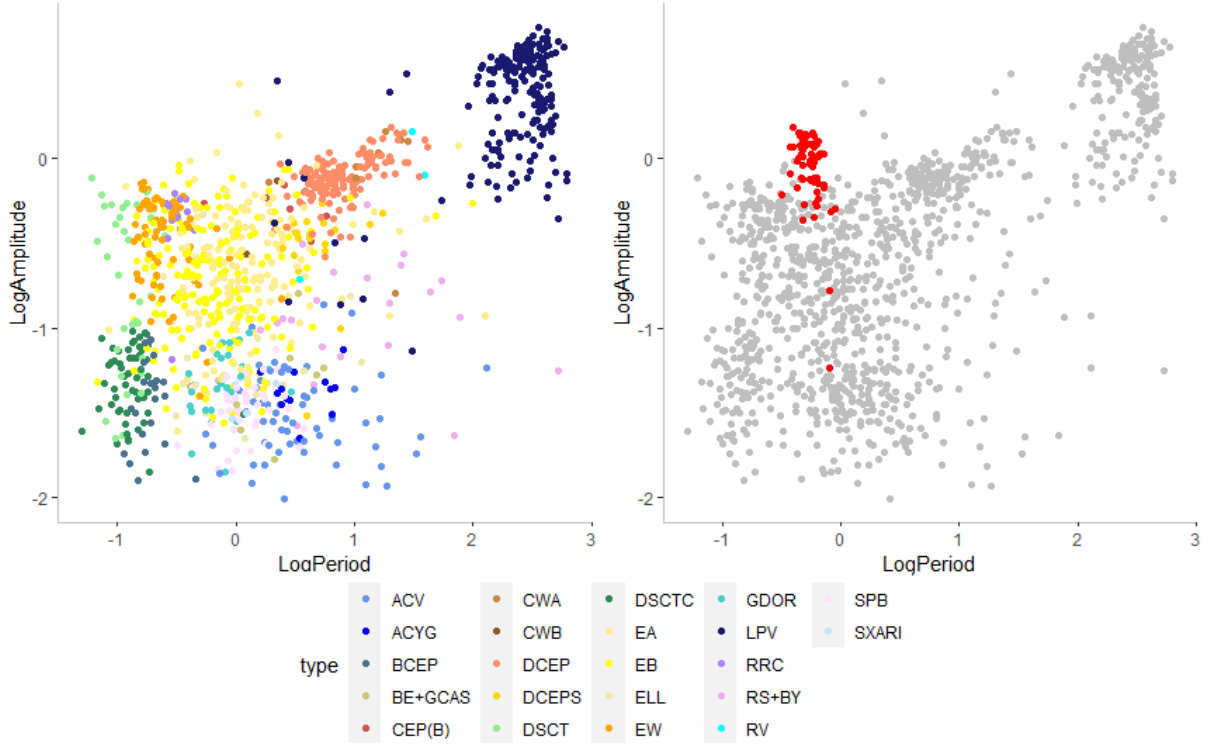 LogAmplitude
0
-1
-2
-1 0 1 2 3
LogPeriod
LogAmplitude
0
-1
-2
-1 0 1 2 3
LogPeriod
type
ACV
ACYG
BCEP
BE+GCAS
CEP(B)
CWA
CWB
DCEP
DCEPS
DSCT
DSCTC
EA
EB
ELL
EW
GDOR
LPV
RRC
RS+BY
RV
SPB
SXARI